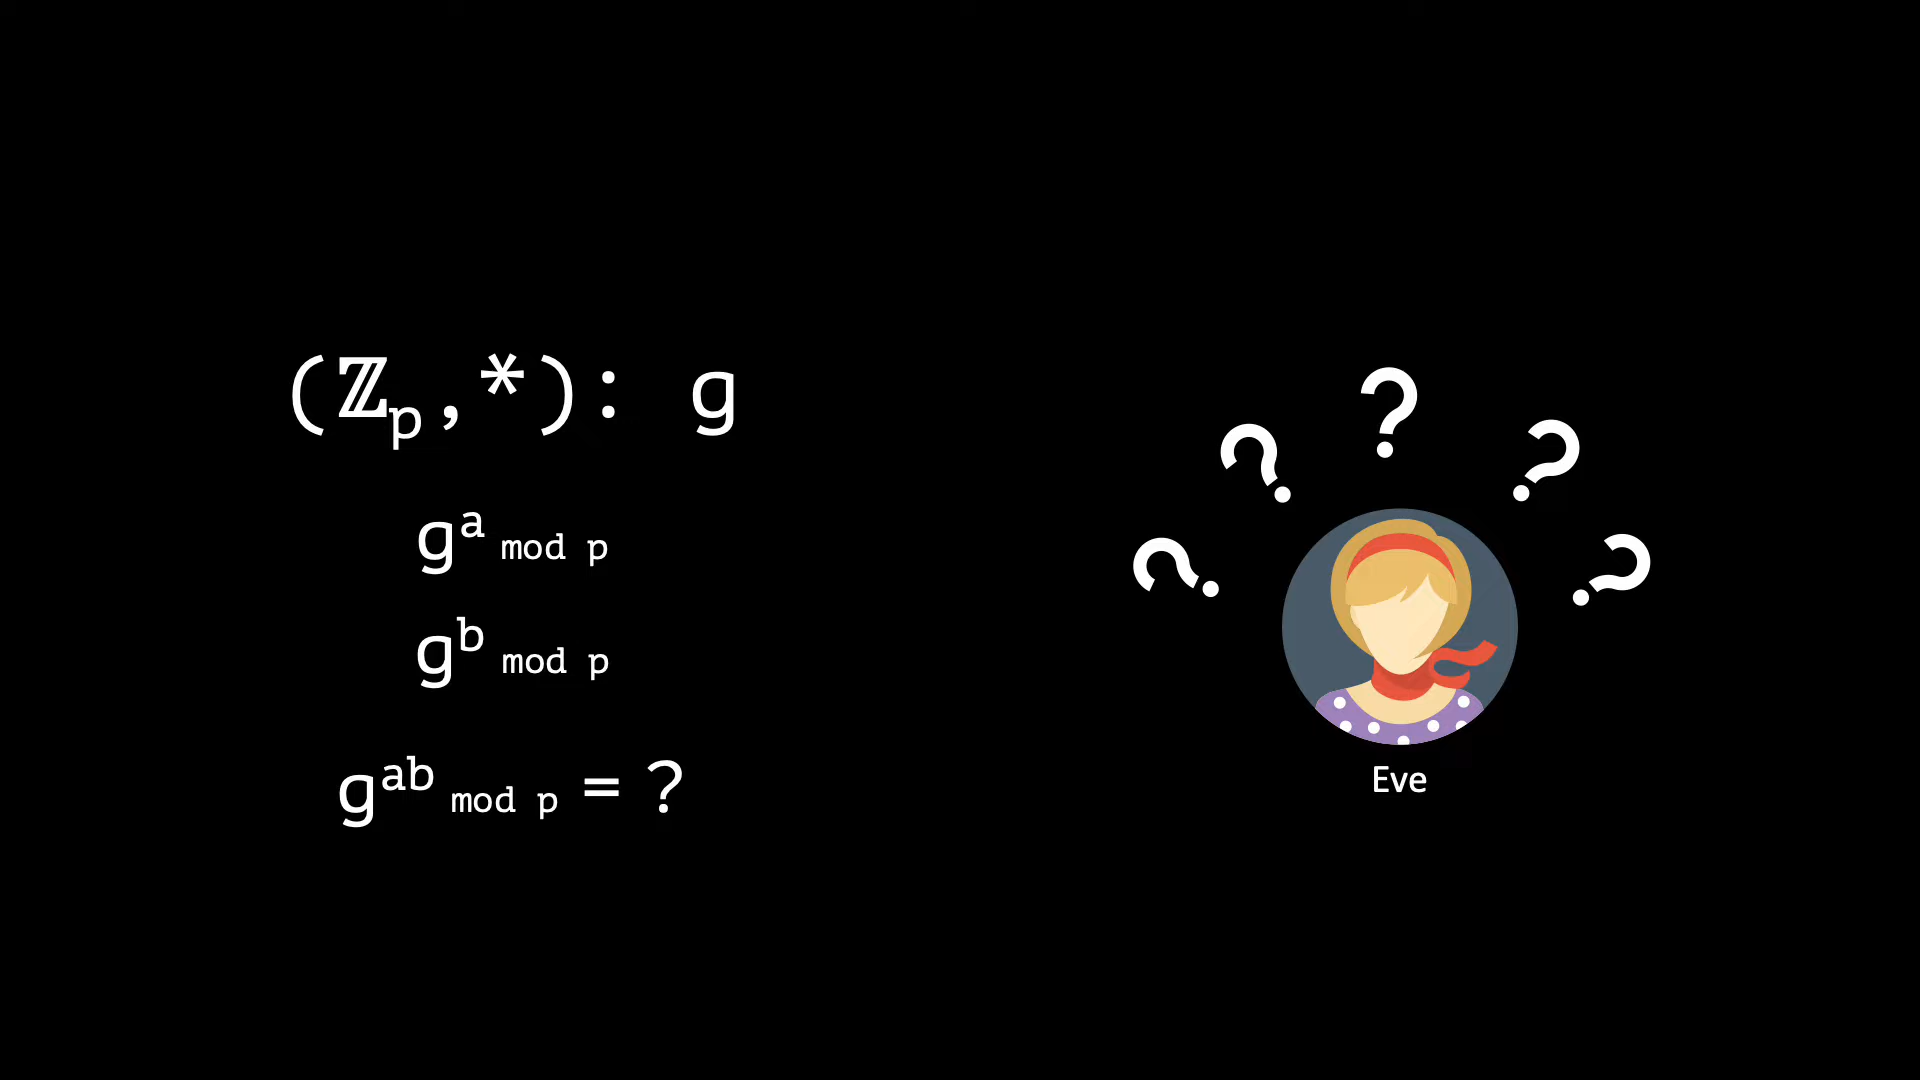 (ℤₚ,*): g
gᵃ mod p
gᵇ mod p
gᵃᵇ mod p = ?
? ? ? ? ?
Eve